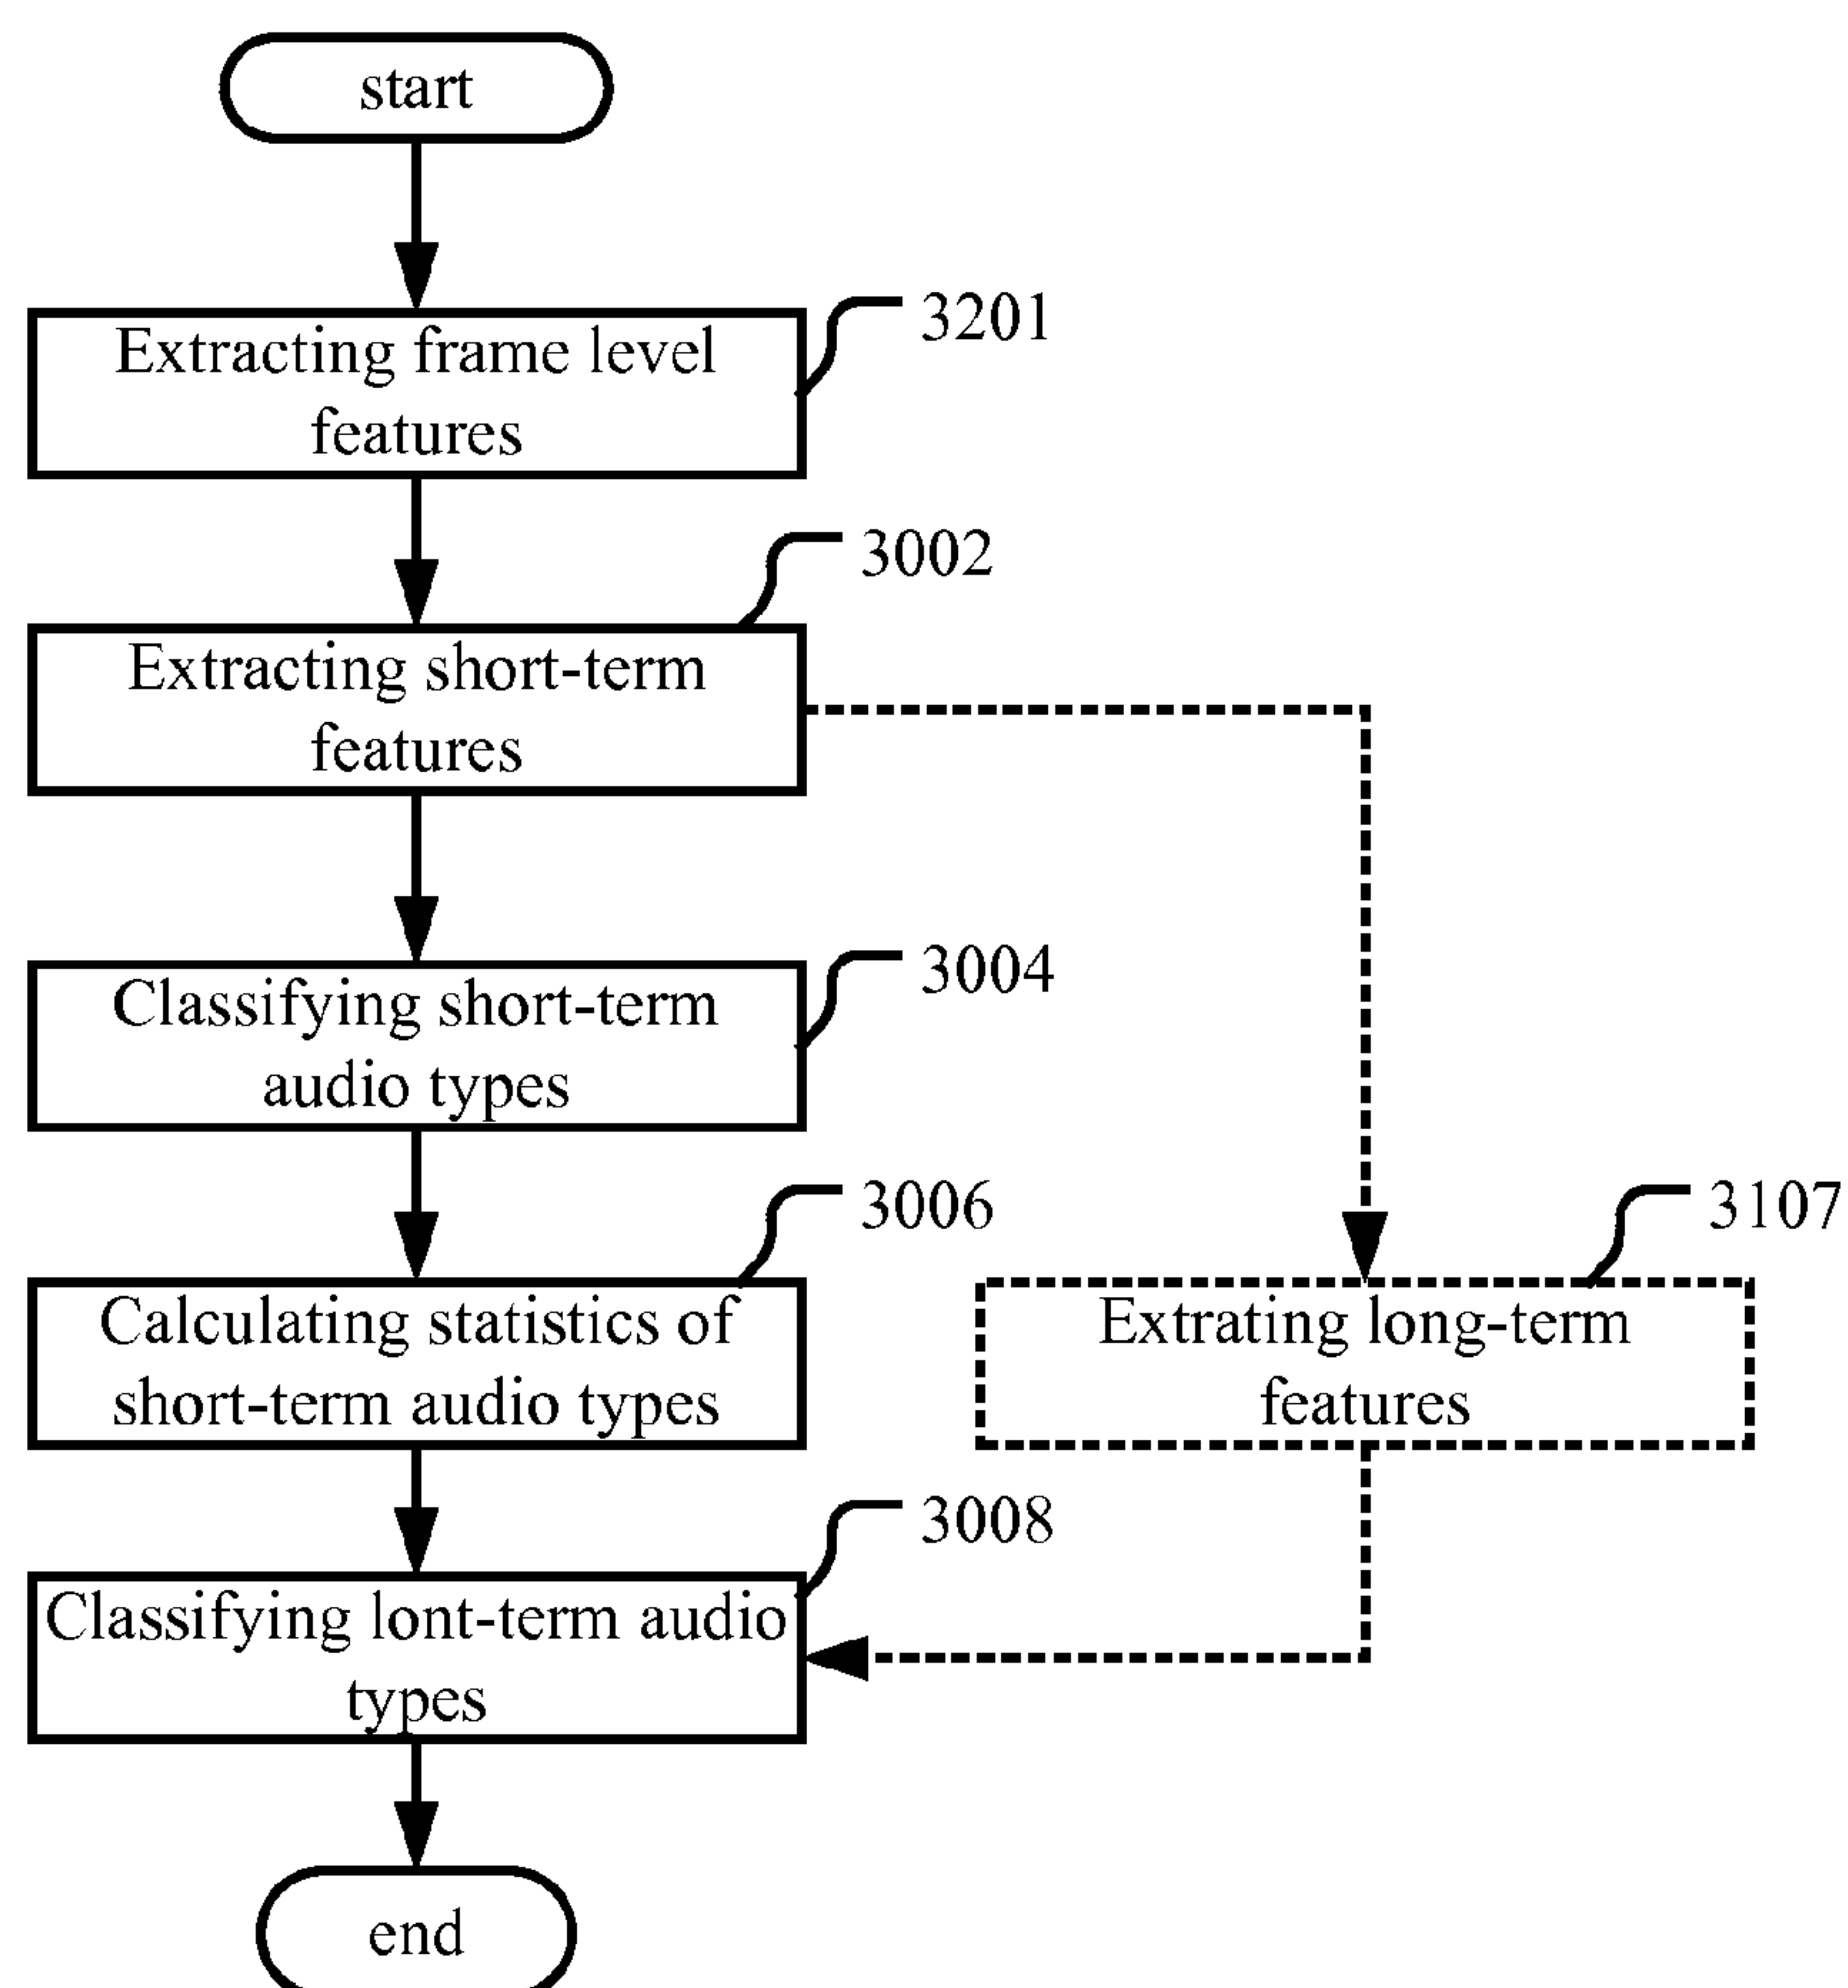 start
3201
Extracting frame level
features
3002
Extracting short-term
features
3004
Classifying short-term
audio types
3006
Calculating statistics of
short-term audio types
3107
Extrating long-term
features
3008
Classifying lont-term audio
types
end